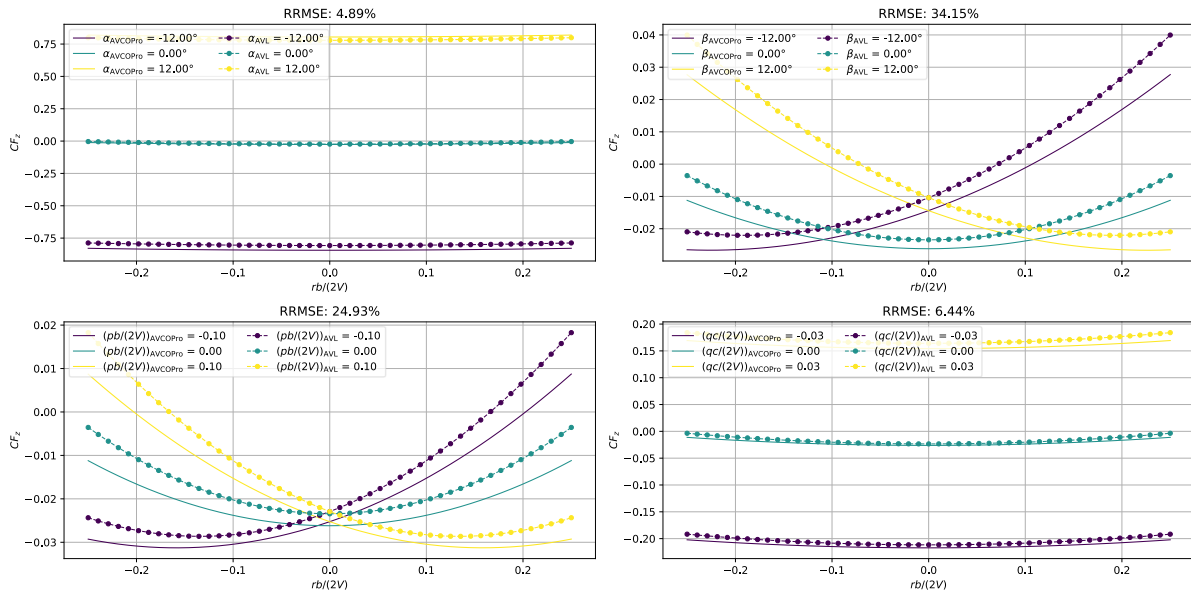 RRMSE: 4.89%
α_AVCOPro = -12.00° α_AVL = -12.00°
α_AVCOPro = 0.00° α_AVL = 0.00°
α_AVCOPro = 12.00° α_AVL = 12.00°
0.75
0.50
0.25
0.00
−0.25
−0.50
−0.75
CF_z
−0.2 −0.1 0.0 0.1 0.2
rb/(2V)
RRMSE: 34.15%
β_AVCOPro = -12.00° β_AVL = -12.00°
β_AVCOPro = 0.00° β_AVL = 0.00°
β_AVCOPro = 12.00° β_AVL = 12.00°
0.04
0.03
0.02
0.01
0.00
−0.01
−0.02
CF_z
−0.2 −0.1 0.0 0.1 0.2
rb/(2V)
RRMSE: 24.93%
(pb/(2V))_AVCOPro = -0.10 (pb/(2V))_AVL = -0.10
(pb/(2V))_AVCOPro = 0.00 (pb/(2V))_AVL = 0.00
(pb/(2V))_AVCOPro = 0.10 (pb/(2V))_AVL = 0.10
0.02
0.01
0.00
−0.01
−0.02
−0.03
CF_z
−0.2 −0.1 0.0 0.1 0.2
rb/(2V)
RRMSE: 6.44%
(qc/(2V))_AVCOPro = -0.03 (qc/(2V))_AVL = -0.03
(qc/(2V))_AVCOPro = 0.00 (qc/(2V))_AVL = 0.00
(qc/(2V))_AVCOPro = 0.03 (qc/(2V))_AVL = 0.03
0.20
0.15
0.10
0.05
0.00
−0.05
−0.10
−0.15
−0.20
CF_z
−0.2 −0.1 0.0 0.1 0.2
rb/(2V)